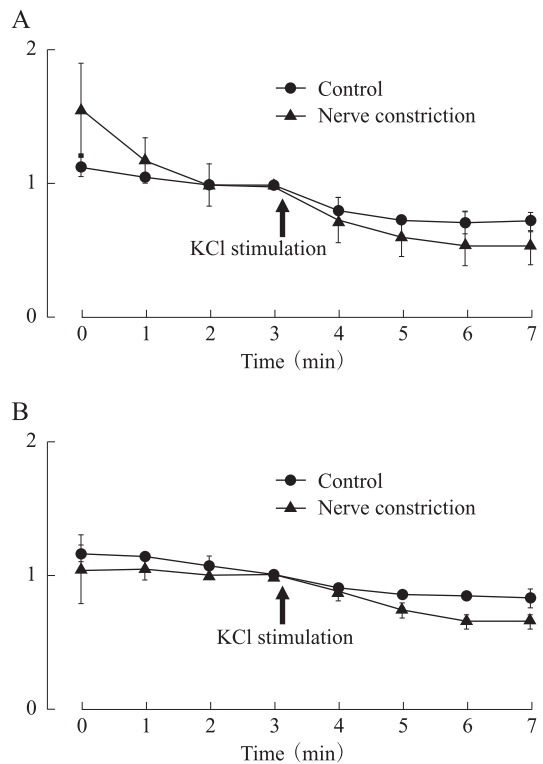 A
2
Control
Nerve constriction
1
KCl stimulation
0
0 1 2 3 4 5 6 7
Time (min)
B
2
Control
Nerve constriction
1
KCl stimulation
0
0 1 2 3 4 5 6 7
Time (min)